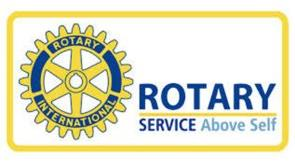 ROTARY
INTERNATIONAL
ROTARY
SERVICE Above Self